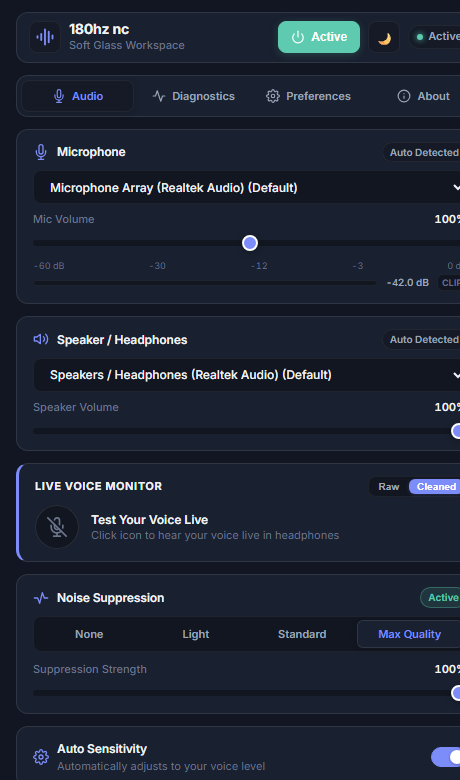 180hz nc
Soft Glass Workspace
Active
Active
Audio
Diagnostics
Preferences
About
Microphone
Auto Detected
Microphone Array (Realtek Audio) (Default)
Mic Volume
100%
-60 dB -30 -12 -3 0 d
-42.0 dB
CLIP
Speaker / Headphones
Auto Detected
Speakers / Headphones (Realtek Audio) (Default)
Speaker Volume
100%
LIVE VOICE MONITOR
Raw
Cleaned
Test Your Voice Live
Click icon to hear your voice live in headphones
Noise Suppression
Active
None
Light
Standard
Max Quality
Suppression Strength
100%
Auto Sensitivity
Automatically adjusts to your voice level